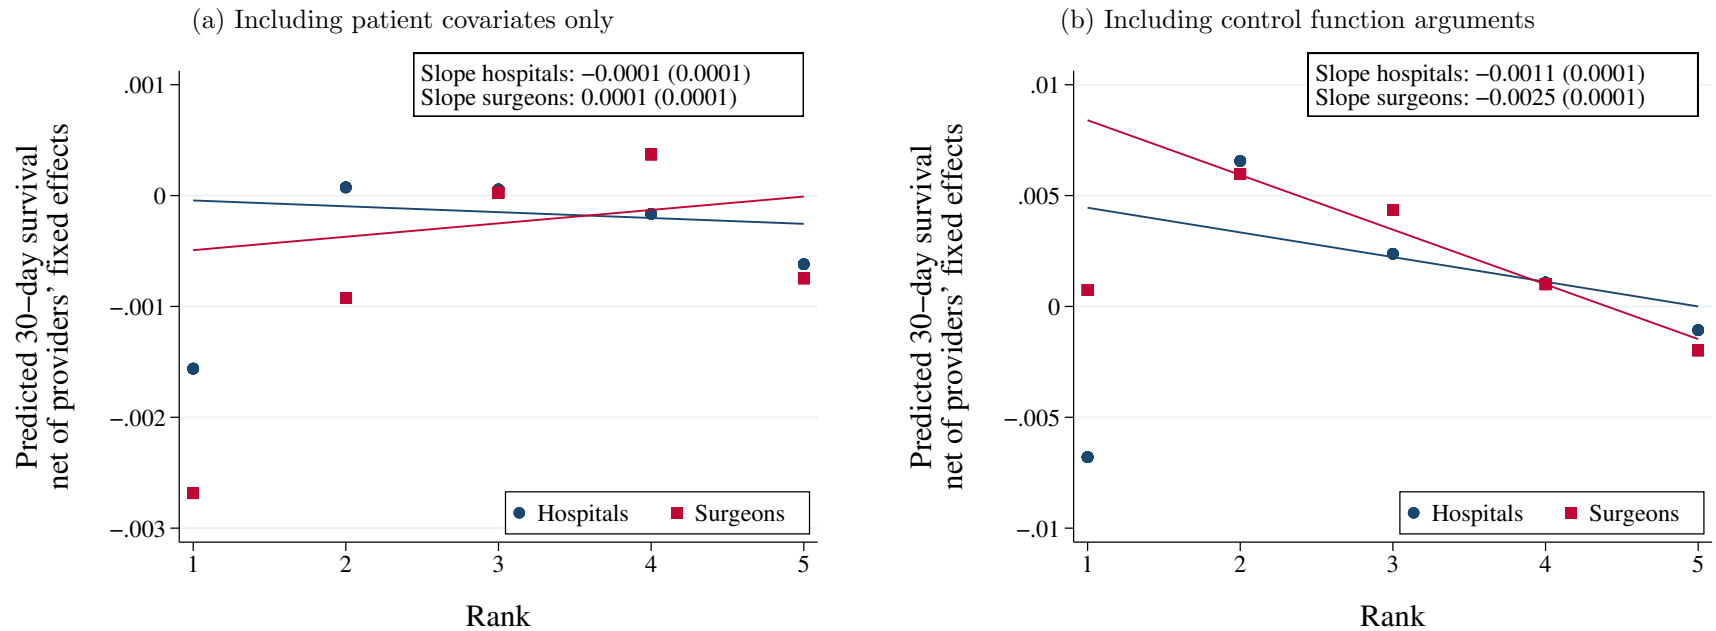 (a) Including patient covariates only
Slope hospitals: −0.0001 (0.0001)
Slope surgeons: 0.0001 (0.0001)
Predicted 30−day survival
net of providers’ fixed effects
.001
0
−.001
−.002
−.003
Hospitals
Surgeons
1 2 3 4 5
Rank
(b) Including control function arguments
Slope hospitals: −0.0011 (0.0001)
Slope surgeons: −0.0025 (0.0001)
Predicted 30−day survival
net of providers’ fixed effects
.01
.005
0
−.005
−.01
Hospitals
Surgeons
1 2 3 4 5
Rank